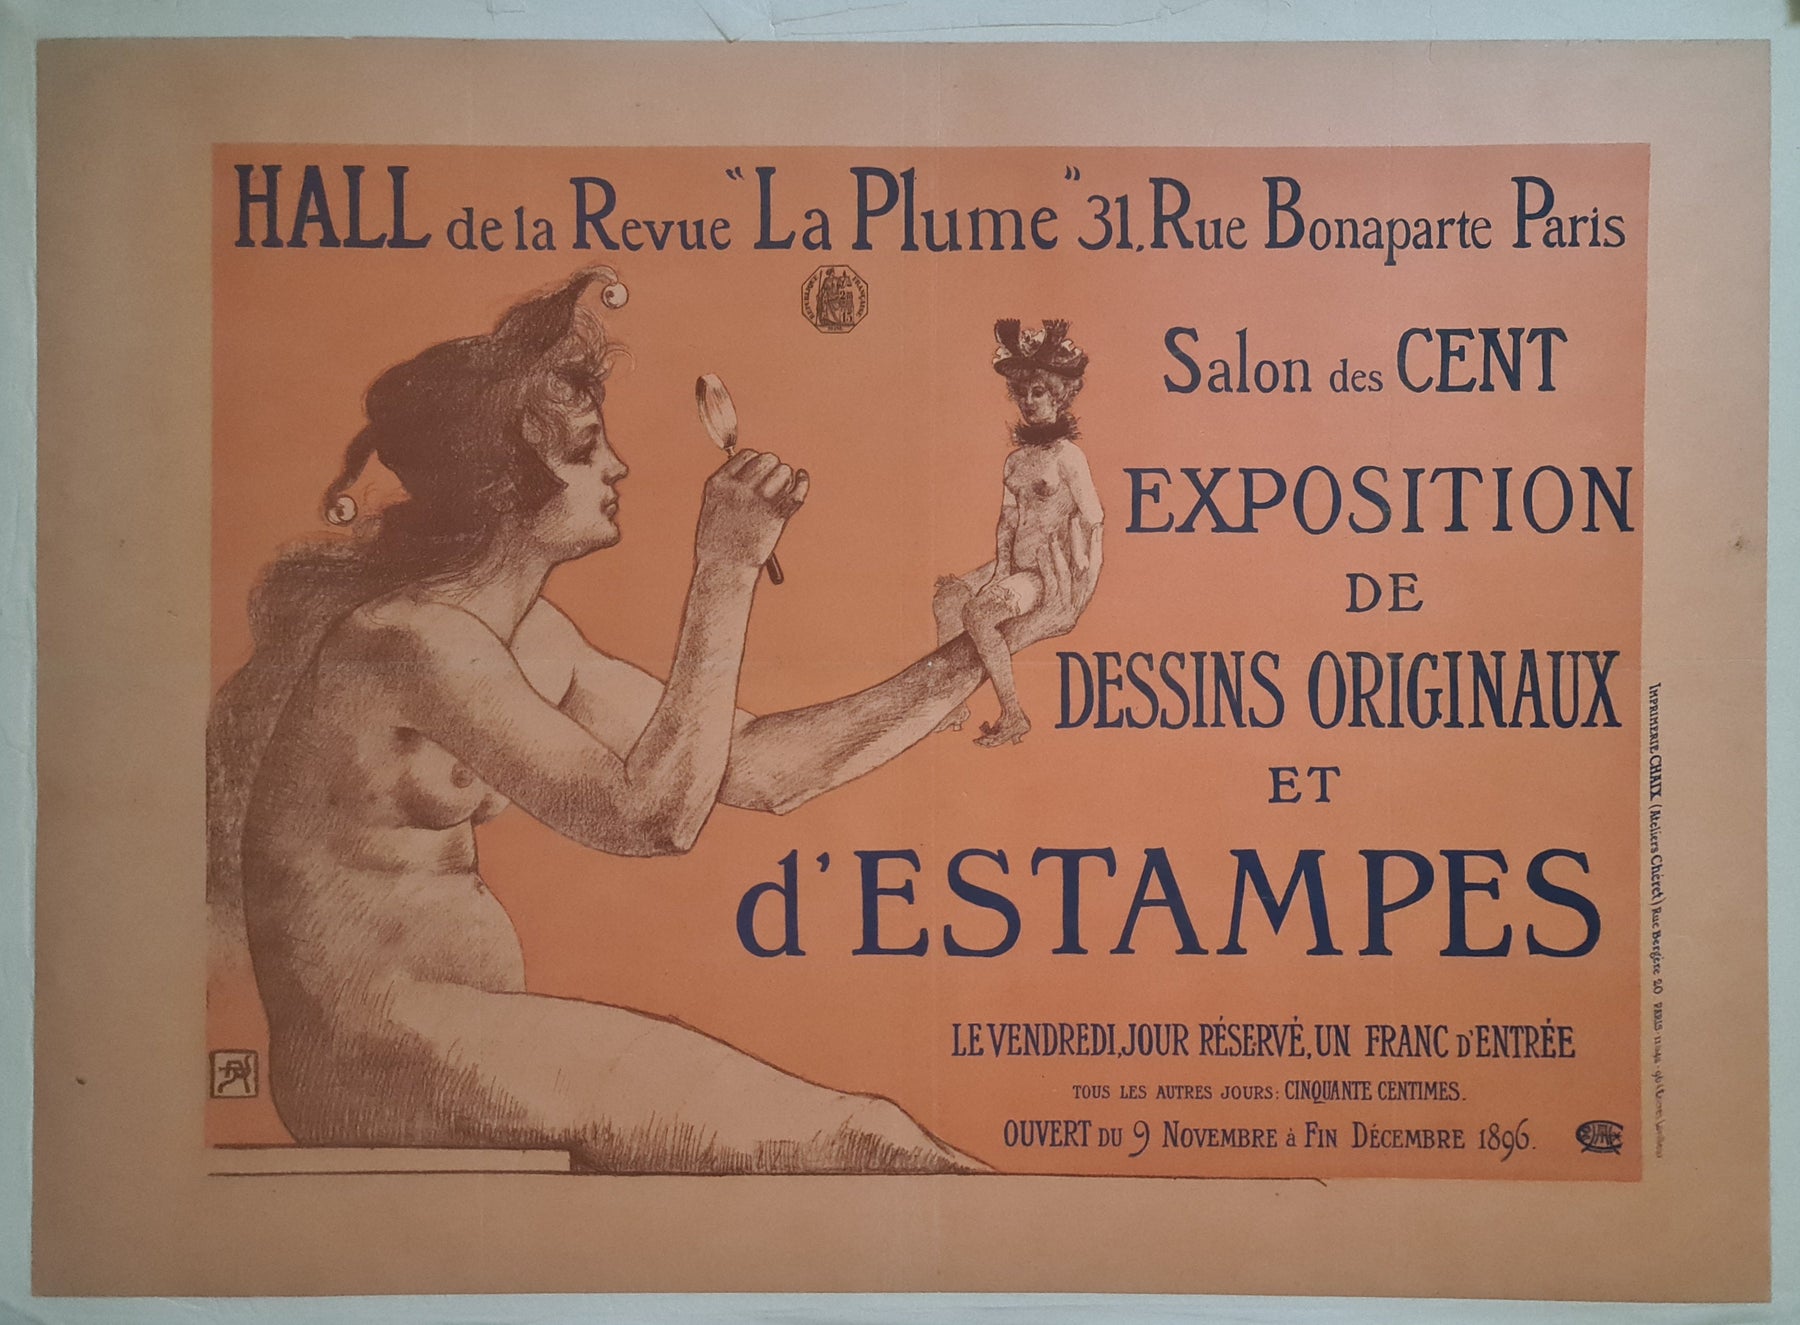 HALL de la Revue "La Plume" 31, Rue Bonaparte Paris
RÉPUBLIQUE FRANÇAISE
Salon des CENT
EXPOSITION
DE
DESSINS ORIGINAUX
ET
d'ESTAMPES
LE VENDREDI, JOUR RÉSERVÉ, UN FRANC D'ENTRÉE
TOUS LES AUTRES JOURS: CINQUANTE CENTIMES.
OUVERT DU 9 NOVEMBRE à FIN DÉCEMBRE 1896.
IMPRIMERIE CHAIX (Ateliers Chéret) Rue Bergère 20 PARIS